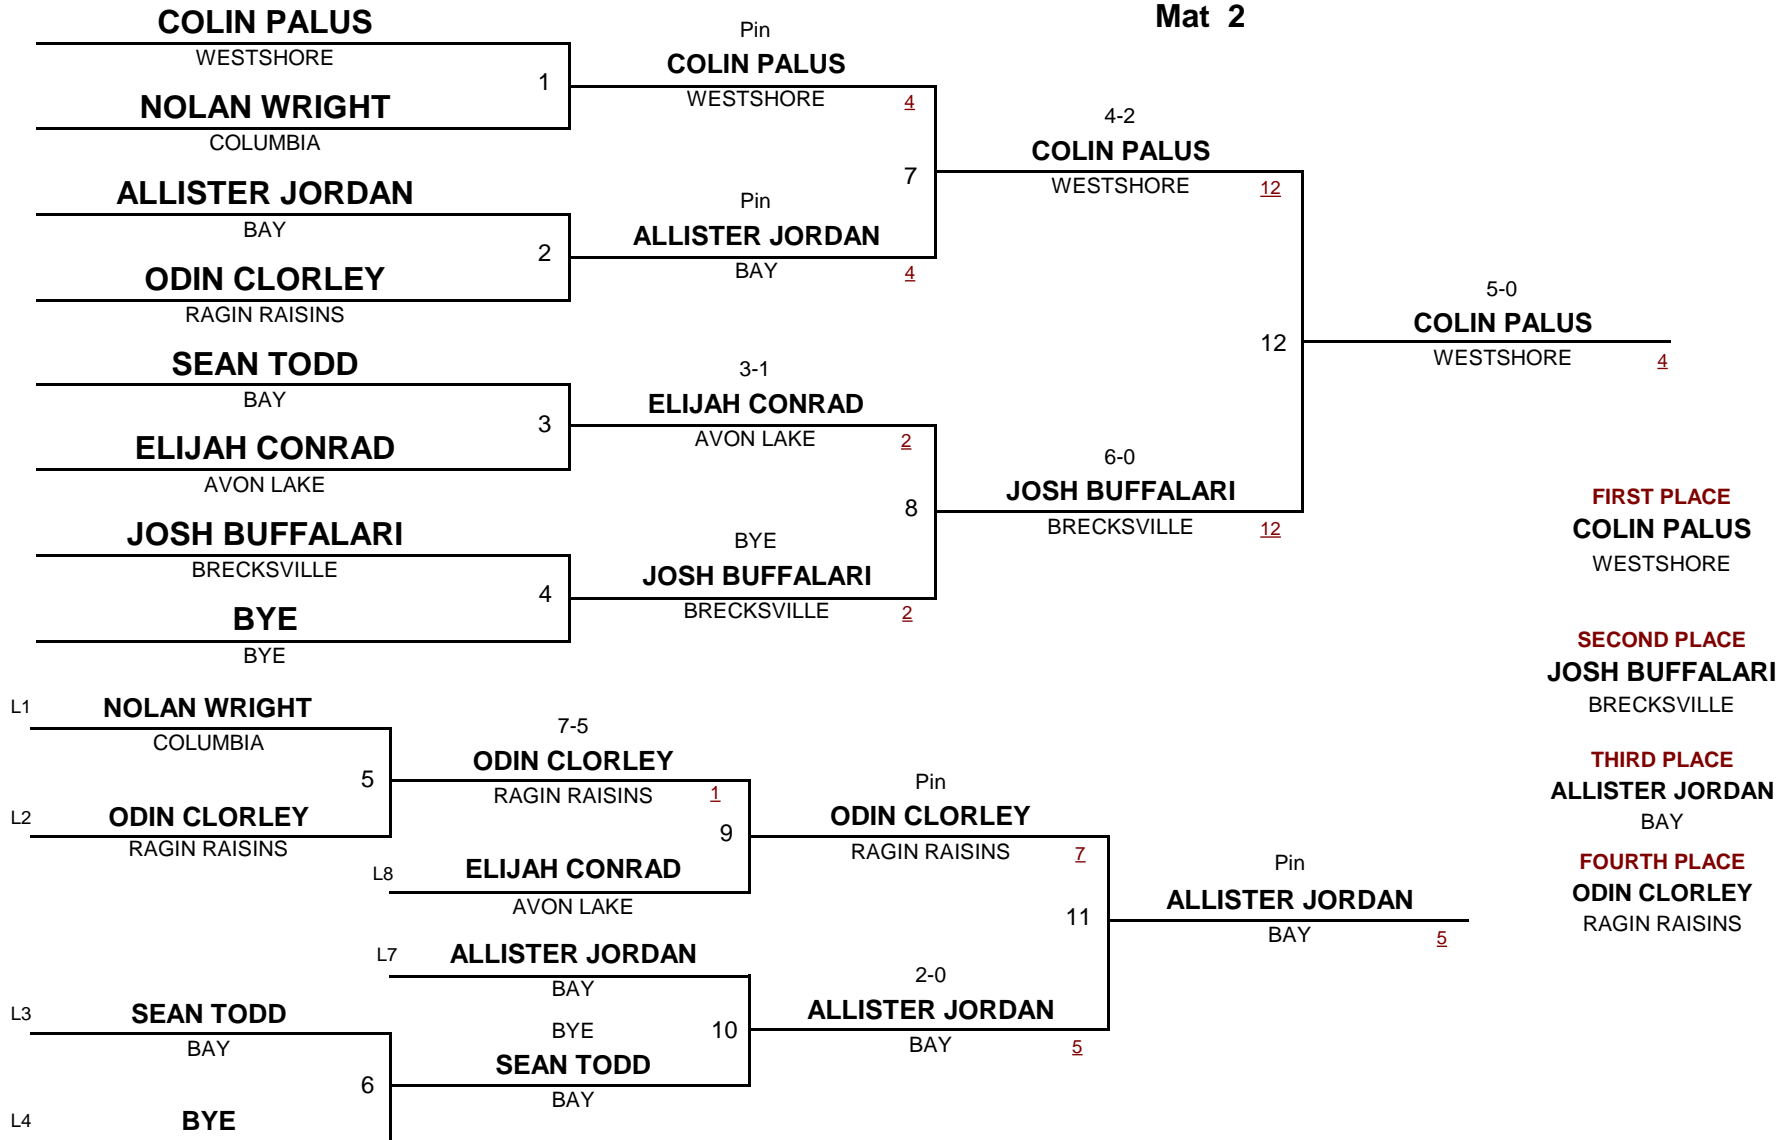 Mat 2
COLIN PALUS
WESTSHORE
1
NOLAN WRIGHT
COLUMBIA
ALLISTER JORDAN
BAY
2
ODIN CLORLEY
RAGIN RAISINS
SEAN TODD
BAY
3
ELIJAH CONRAD
AVON LAKE
JOSH BUFFALARI
BRECKSVILLE
4
BYE
BYE
Pin
COLIN PALUS
WESTSHORE 4
7
Pin
ALLISTER JORDAN
BAY 4
3-1
ELIJAH CONRAD
AVON LAKE 2
8
BYE
JOSH BUFFALARI
BRECKSVILLE 2
4-2
COLIN PALUS
WESTSHORE 12
12
6-0
JOSH BUFFALARI
BRECKSVILLE 12
5-0
COLIN PALUS
WESTSHORE 4
FIRST PLACE
COLIN PALUS
WESTSHORE
SECOND PLACE
JOSH BUFFALARI
BRECKSVILLE
THIRD PLACE
ALLISTER JORDAN
BAY
FOURTH PLACE
ODIN CLORLEY
RAGIN RAISINS
L1 NOLAN WRIGHT
COLUMBIA
5
L2 ODIN CLORLEY
RAGIN RAISINS
L3 SEAN TODD
BAY
6
L4 BYE
7-5
ODIN CLORLEY
RAGIN RAISINS 1
9
L8 ELIJAH CONRAD
AVON LAKE
L7 ALLISTER JORDAN
BAY
BYE 10
SEAN TODD
BAY
Pin
ODIN CLORLEY
RAGIN RAISINS 7
11
2-0
ALLISTER JORDAN
BAY 5
Pin
ALLISTER JORDAN
BAY 5